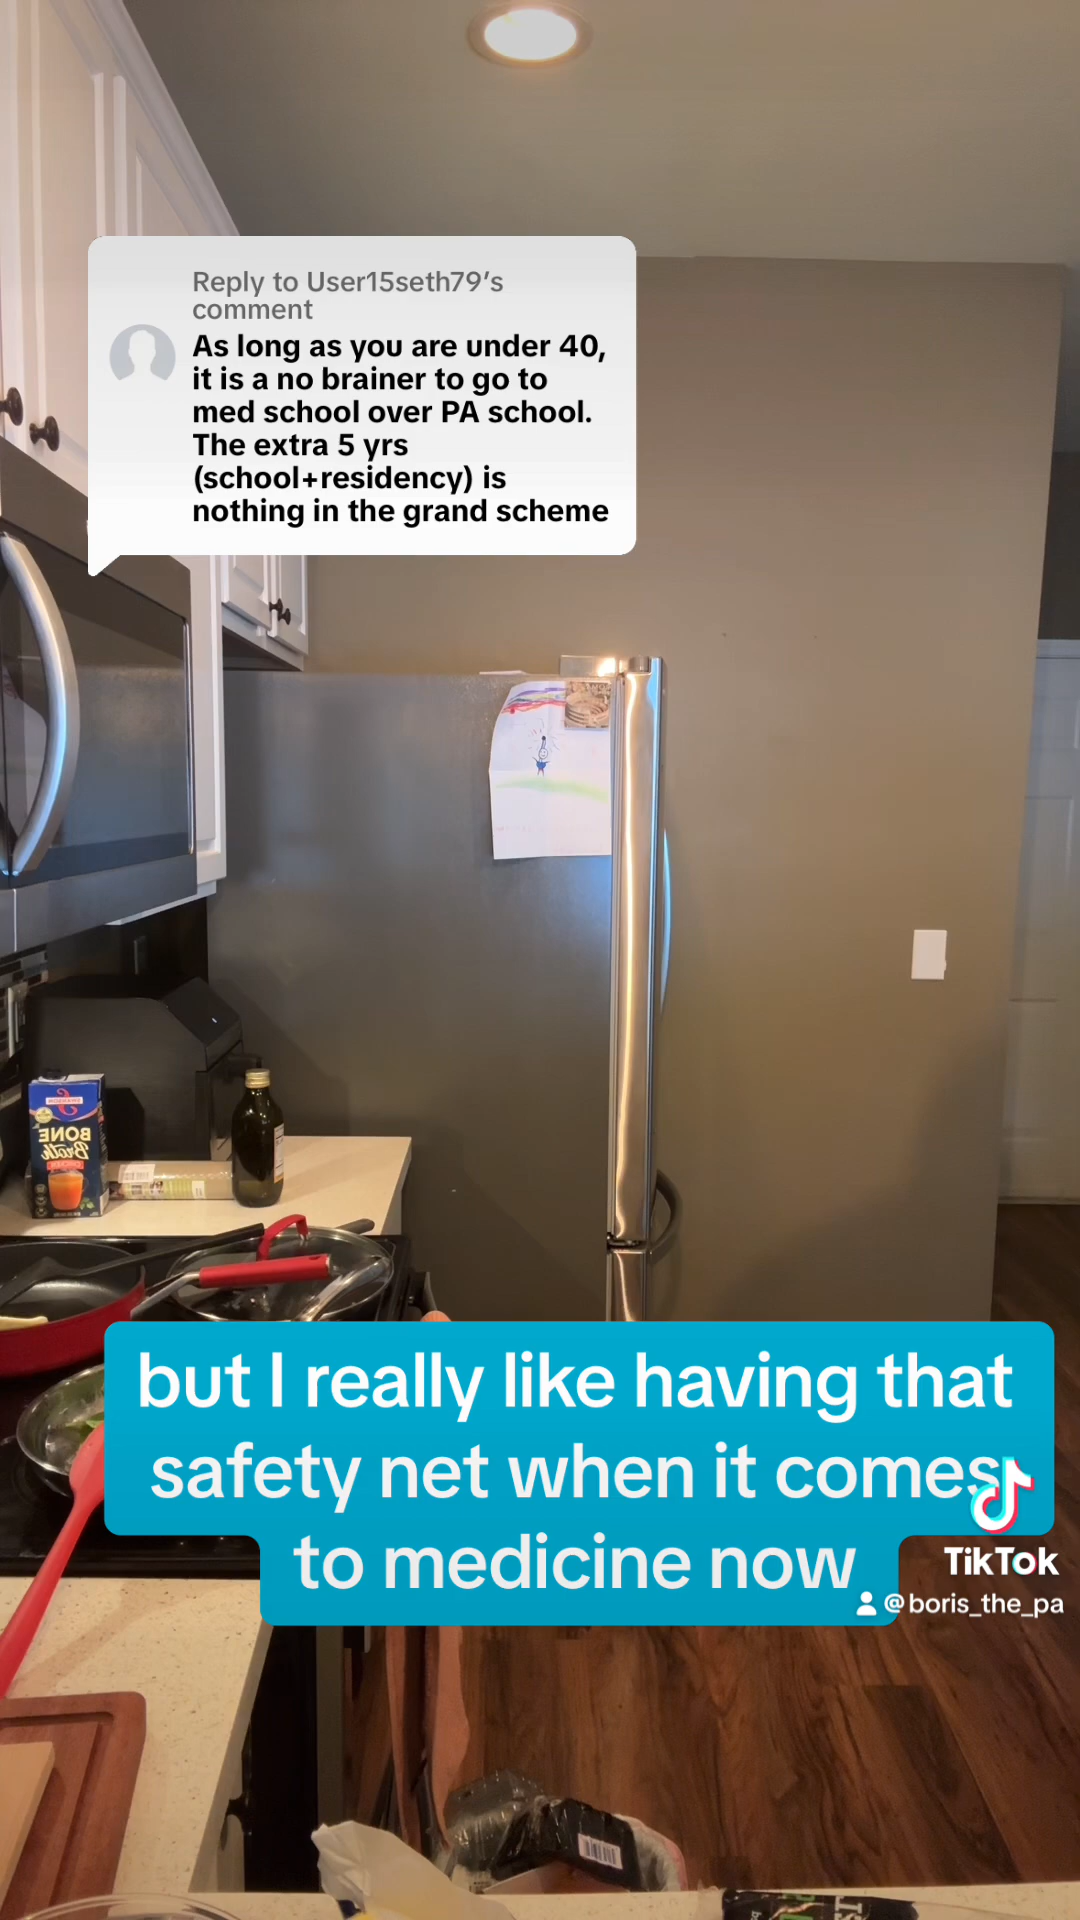 Reply to User15seth79's
comment
As long as you are under 40,
it is a no brainer to go to
med school over PA school.
The extra 5 yrs
(school+residency) is
nothing in the grand scheme
SWANSON
BONE
Broth
but I really like having that
safety net when it comes
to medicine now
TikTok
@boris_the_pa